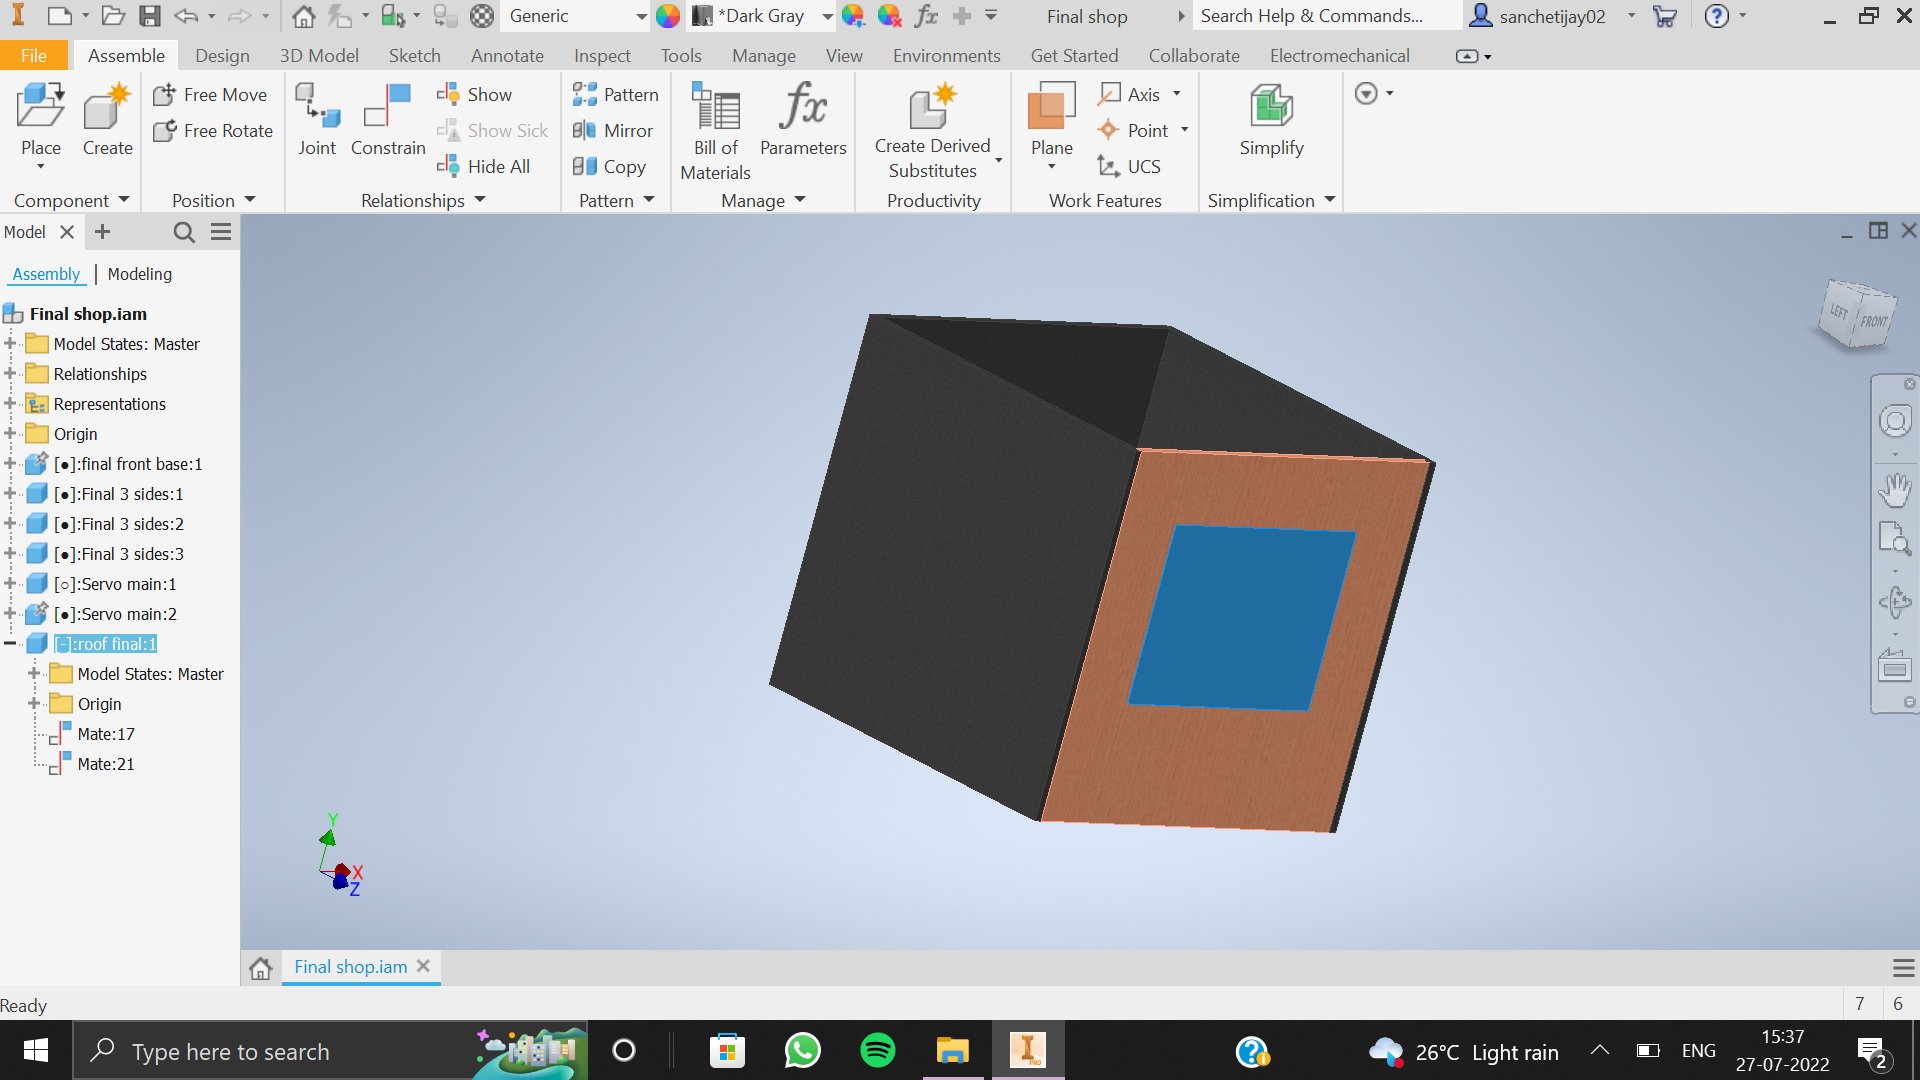 Generic
*Dark Gray
Final shop
Search Help & Commands...
sanchetijay02
File
Assemble
Design
3D Model
Sketch
Annotate
Inspect
Tools
Manage
View
Environments
Get Started
Collaborate
Electromechanical
Place
Create
Free Move
Free Rotate
Joint
Constrain
Show
Show Sick
Hide All
Pattern
Mirror
Copy
Bill of
Materials
fx
Parameters
Create Derived
Substitutes
Plane
Axis
Point
UCS
Simplify
Component
Position
Relationships
Pattern
Manage
Productivity
Work Features
Simplification
Model
Assembly | Modeling
Final shop.iam
Model States: Master
Relationships
Representations
Origin
[●]:final front base:1
[●]:Final 3 sides:1
[●]:Final 3 sides:2
[●]:Final 3 sides:3
[○]:Servo main:1
[●]:Servo main:2
[-]:roof final:1
Model States: Master
Origin
Mate:17
Mate:21
LEFT
FRONT
Y
X
Z
Final shop.iam
Ready
7
6
Type here to search
PRO
26°C Light rain
ENG
15:37
27-07-2022
2